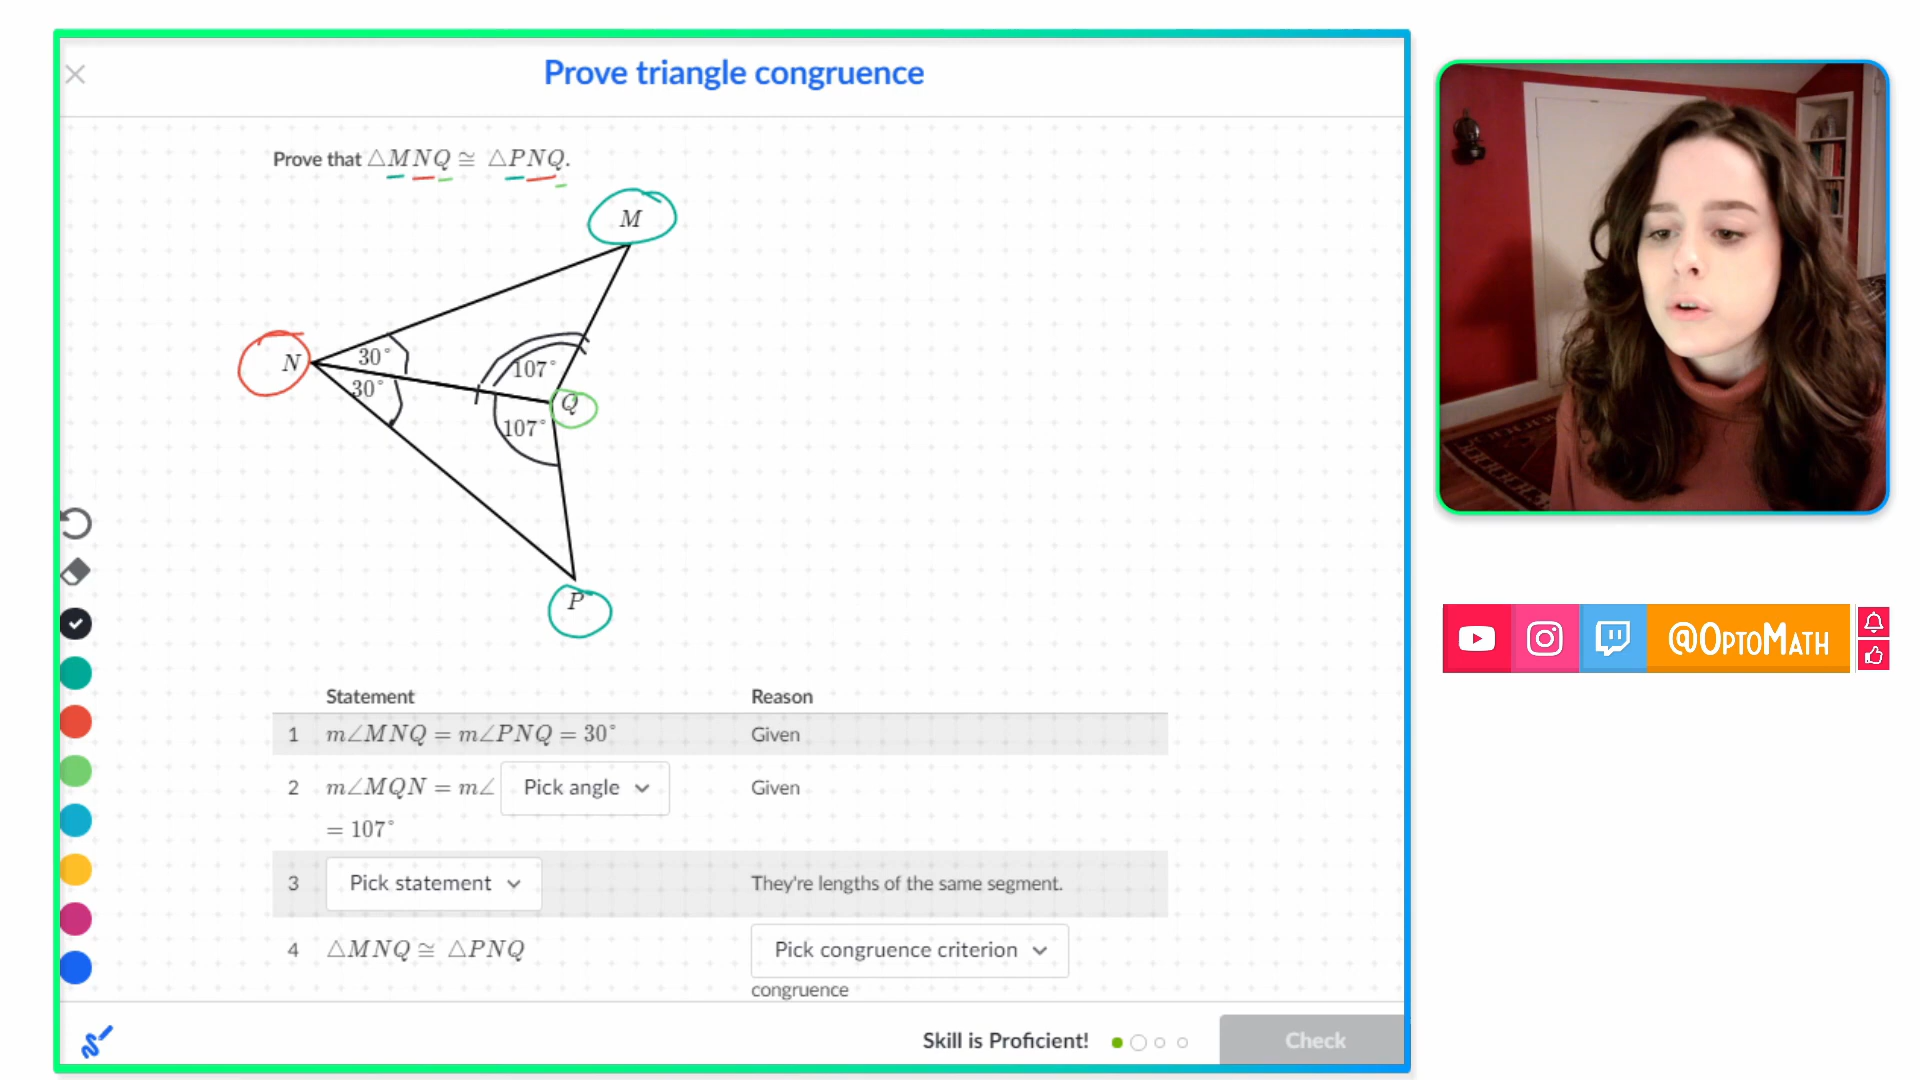 Prove triangle congruence
Prove that △MNQ ≅ △PNQ.
M
N
30°
30°
107°
Q
107°
P
Statement Reason
1 m∠MNQ = m∠PNQ = 30° Given
2 m∠MQN = m∠ Pick angle Given
= 107°
3 Pick statement They're lengths of the same segment.
4 △MNQ ≅ △PNQ Pick congruence criterion
congruence
Skill is Proficient! Check
@OptoMath